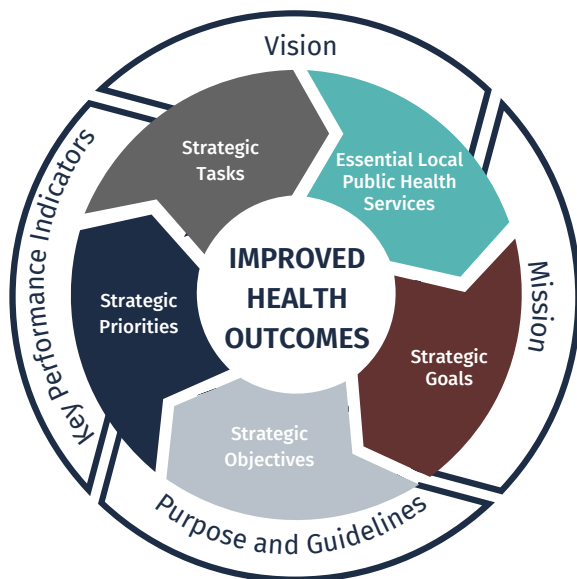 Vision
Strategic
Tasks
Essential Local
Public Health
Services
Key Performance Indicators
IMPROVED
HEALTH
OUTCOMES
Mission
Strategic
Priorities
Strategic
Goals
Strategic
Objectives
Purpose and Guidelines